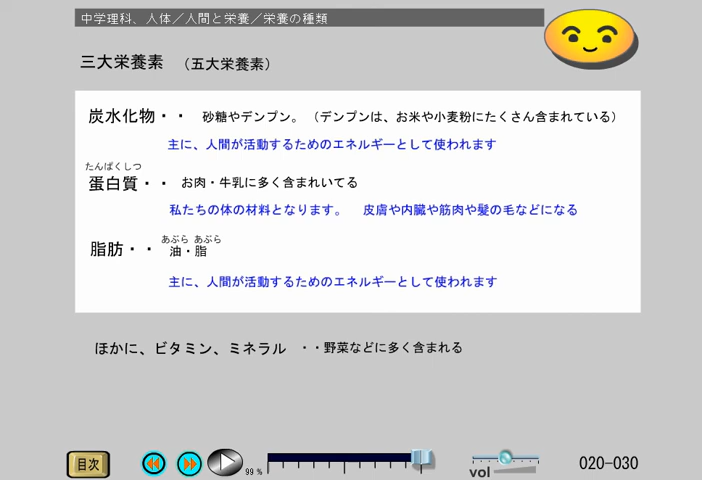 中学理科、人体／人間と栄養／栄養の種類
三大栄養素 （五大栄養素）
炭水化物・・ 砂糖やデンプン。（デンプンは、お米や小麦粉にたくさん含まれている）
主に、人間が活動するためのエネルギーとして使われます
たんぱくしつ
蛋白質・・ お肉・牛乳に多く含まれいてる
私たちの体の材料となります。 皮膚や内臓や筋肉や髪の毛などになる
あぶら あぶら
脂肪・・ 油・脂
主に、人間が活動するためのエネルギーとして使われます
ほかに、ビタミン、ミネラル ・・野菜などに多く含まれる
目次 99 % vol 020-030